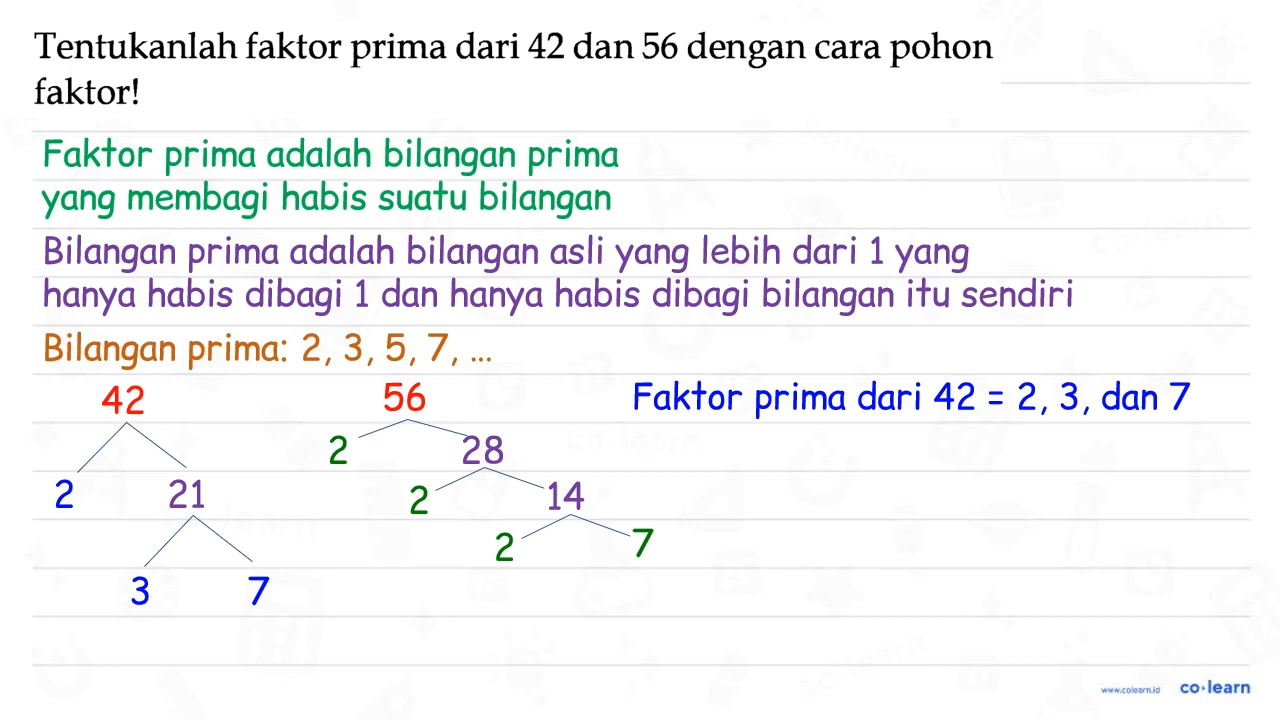 Tentukanlah faktor prima dari 42 dan 56 dengan cara pohon
faktor!
Faktor prima adalah bilangan prima
yang membagi habis suatu bilangan
Bilangan prima adalah bilangan asli yang lebih dari 1 yang
hanya habis dibagi 1 dan hanya habis dibagi bilangan itu sendiri
Bilangan prima: 2, 3, 5, 7, ...
42
2 21
3 7
56
2 28
2 14
2 7
Faktor prima dari 42 = 2, 3, dan 7
www.colearn.id
co·learn